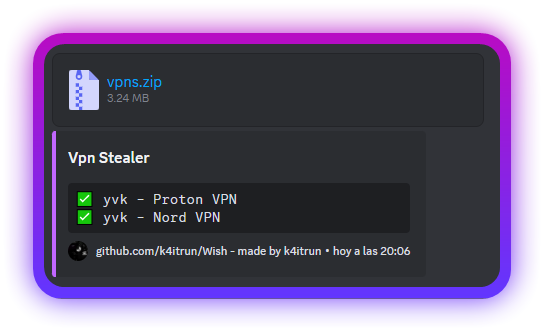 vpns.zip
3.24 MB
Vpn Stealer
✅ yvk - Proton VPN
✅ yvk - Nord VPN
github.com/k4itrun/Wish - made by k4itrun • hoy a las 20:06